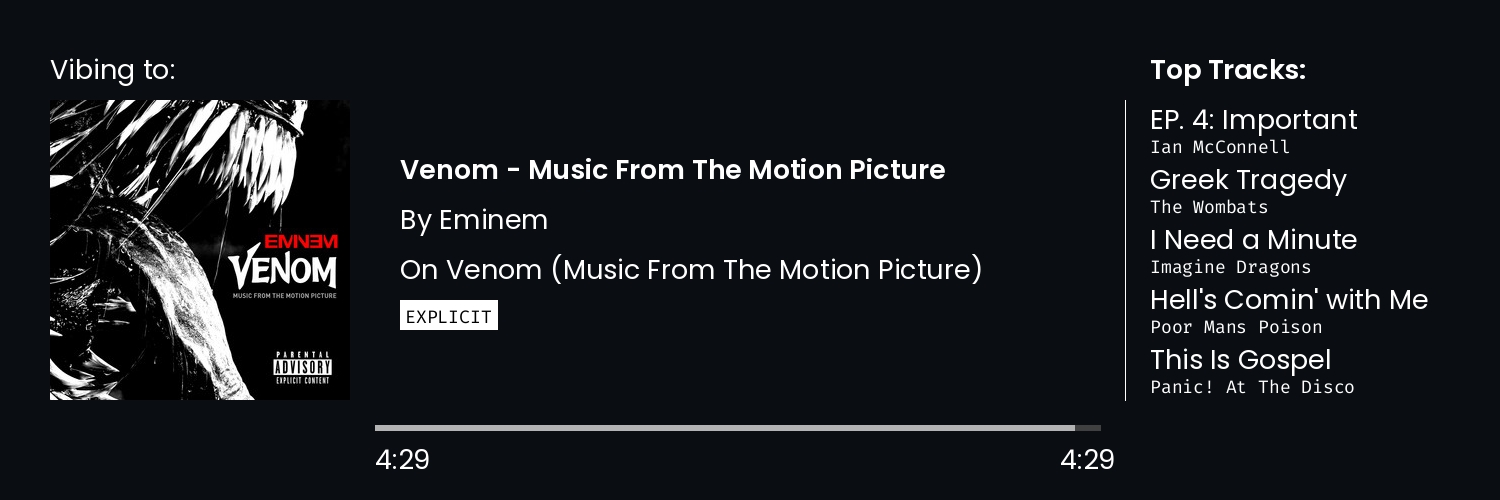 Vibing to:
EMINEM
VENOM
MUSIC FROM THE MOTION PICTURE
PARENTAL
ADVISORY
EXPLICIT CONTENT
Venom - Music From The Motion Picture
By Eminem
On Venom (Music From The Motion Picture)
EXPLICIT
4:29
4:29
Top Tracks:
EP. 4: Important
Ian McConnell
Greek Tragedy
The Wombats
I Need a Minute
Imagine Dragons
Hell's Comin' with Me
Poor Mans Poison
This Is Gospel
Panic! At The Disco